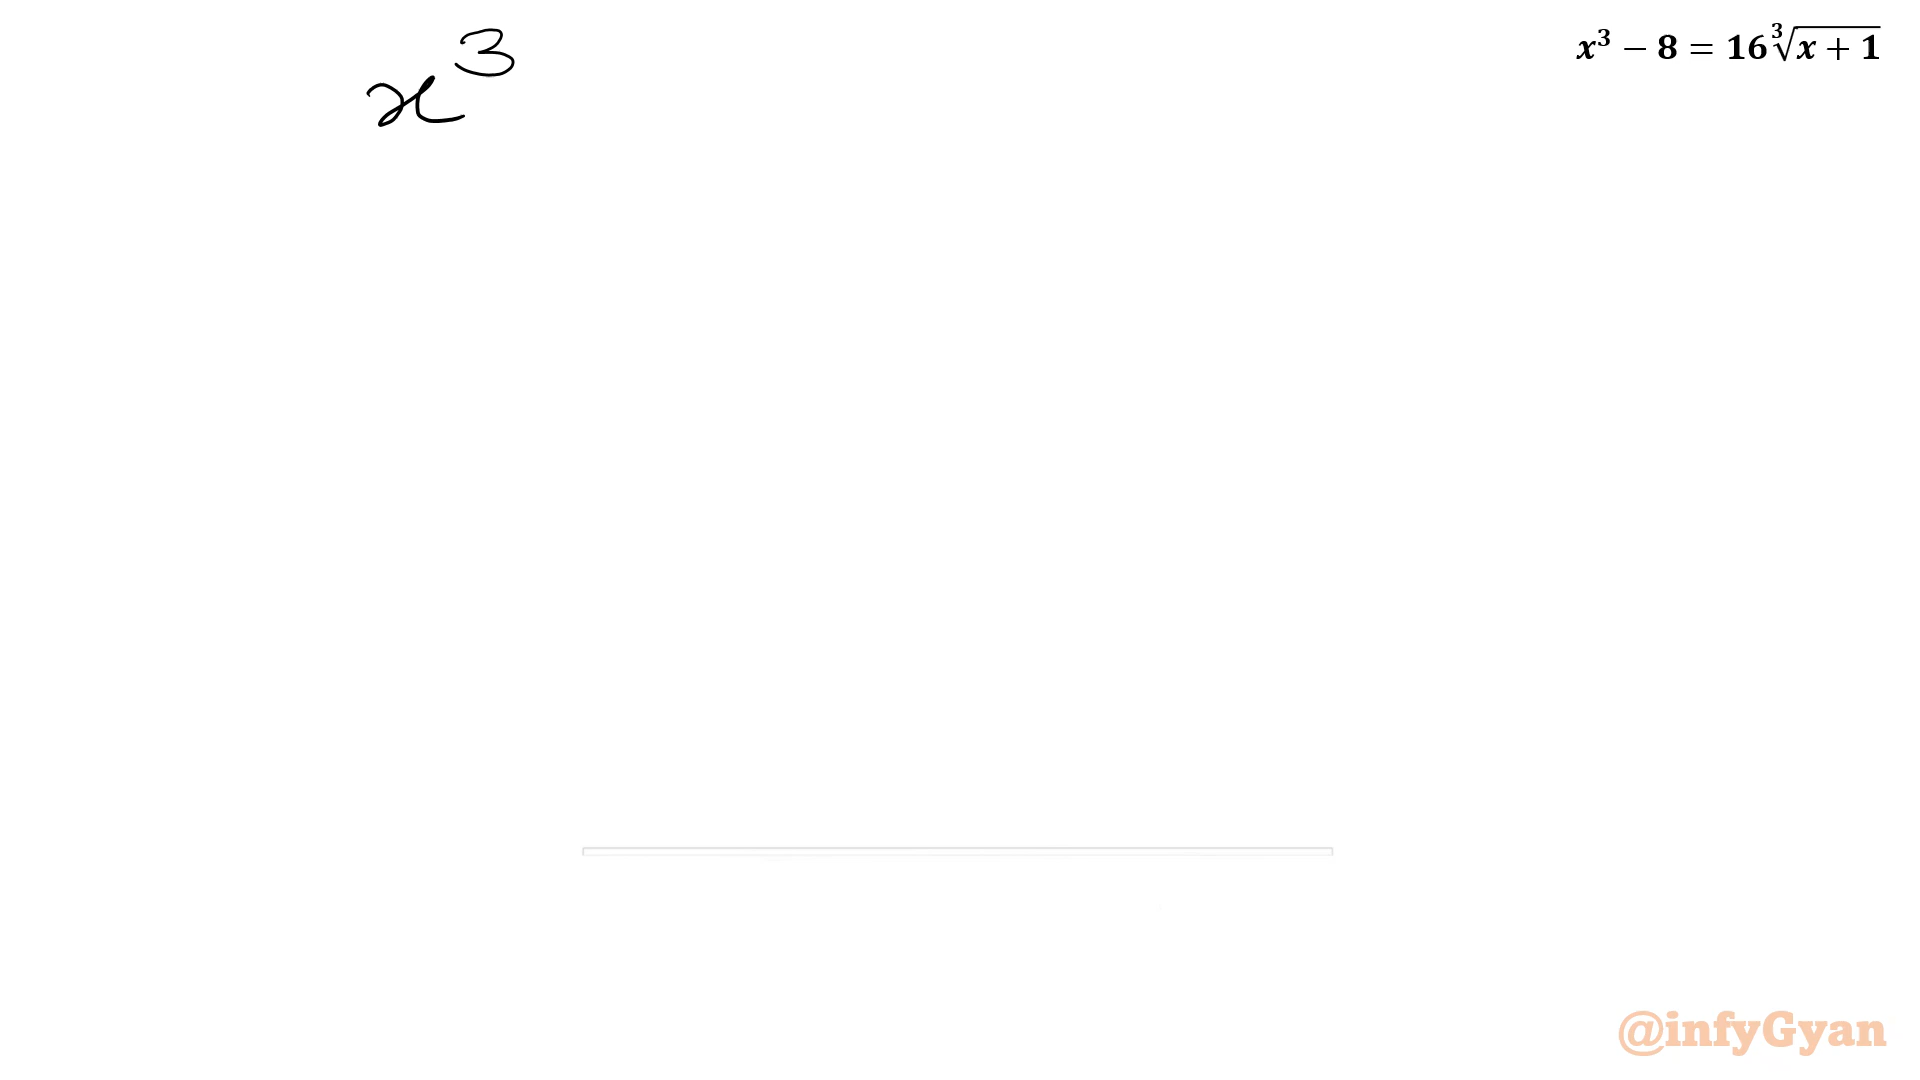 x³ − 8 = 16∛(x + 1)
x³
@infyGyan